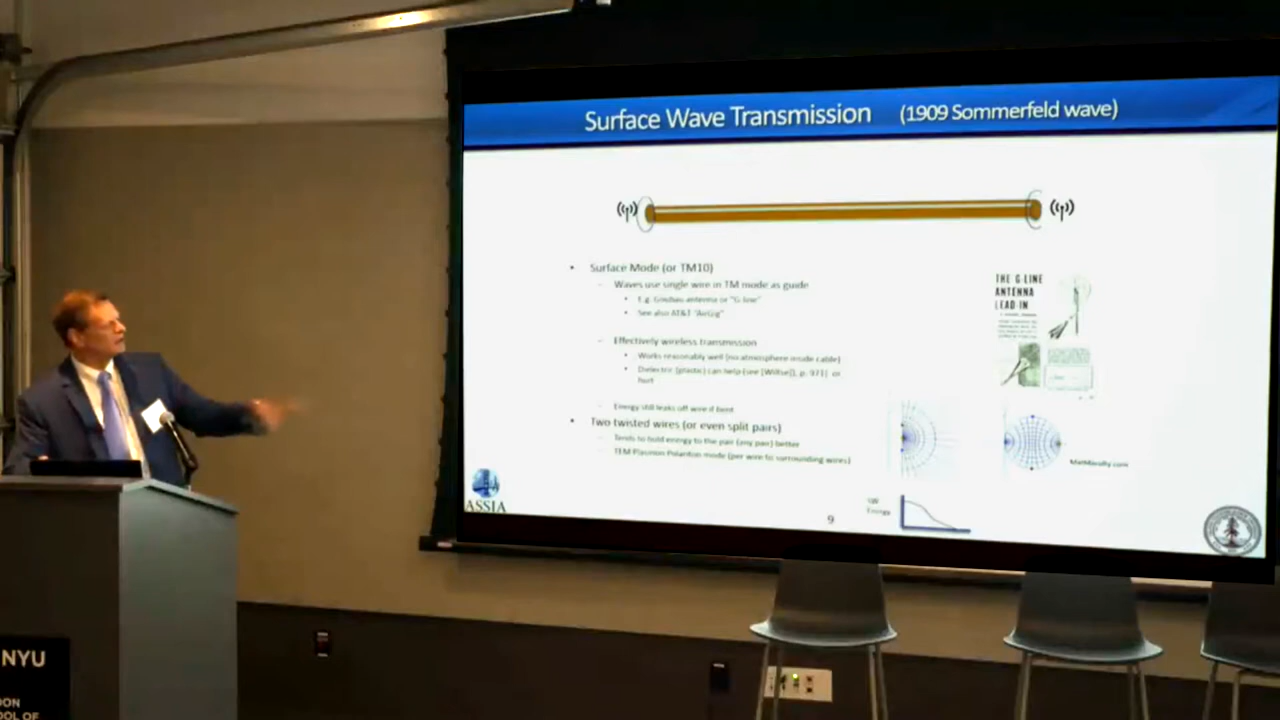 Surface Wave Transmission (1909 Sommerfeld wave)
• Surface Mode (or TM10)
– Waves use single wire in TM mode as guide
• E.g. Goubau antenna or "G-line"
• See also AT&T "AirGig"
– Effectively wireless transmission
• Works reasonably well (no atmosphere inside cable)
• Dielectric (plastic) can help (see [Wiltse]), p. 971) or
hurt
– Energy still leaks off wire if bent
• Two twisted wires (or even split pairs)
– Tends to hold energy to the pair (any pair) better
– TEM Plasmon Polariton mode (per wire to surrounding wires)
THE G-LINE
ANTENNA
LEAD-IN
SW
Energy
ASSIA
9
NYU